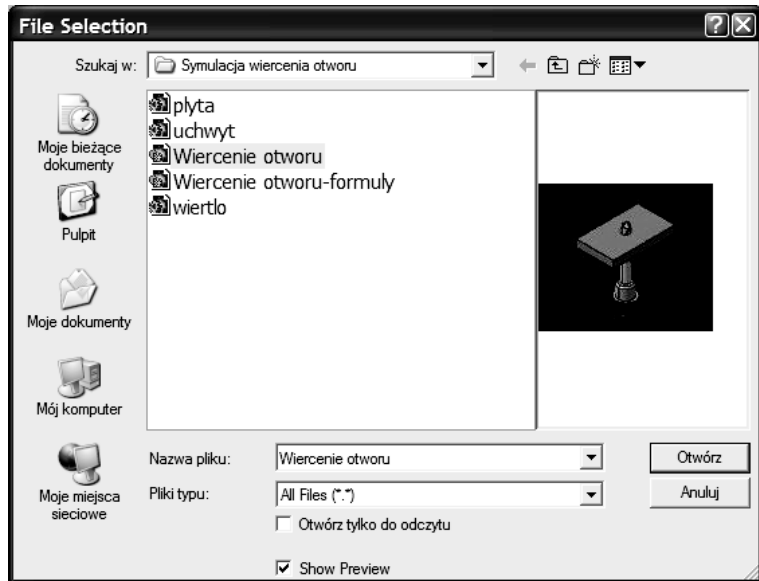 File Selection
Szukaj w: Symulacja wiercenia otworu
Moje bieżące
dokumenty
Pulpit
Moje dokumenty
Mój komputer
Moje miejsca
sieciowe
plyta
uchwyt
Wiercenie otworu
Wiercenie otworu-formuly
wiertlo
Nazwa pliku: Wiercenie otworu Otwórz
Pliki typu: All Files (*.*) Anuluj
Otwórz tylko do odczytu
Show Preview